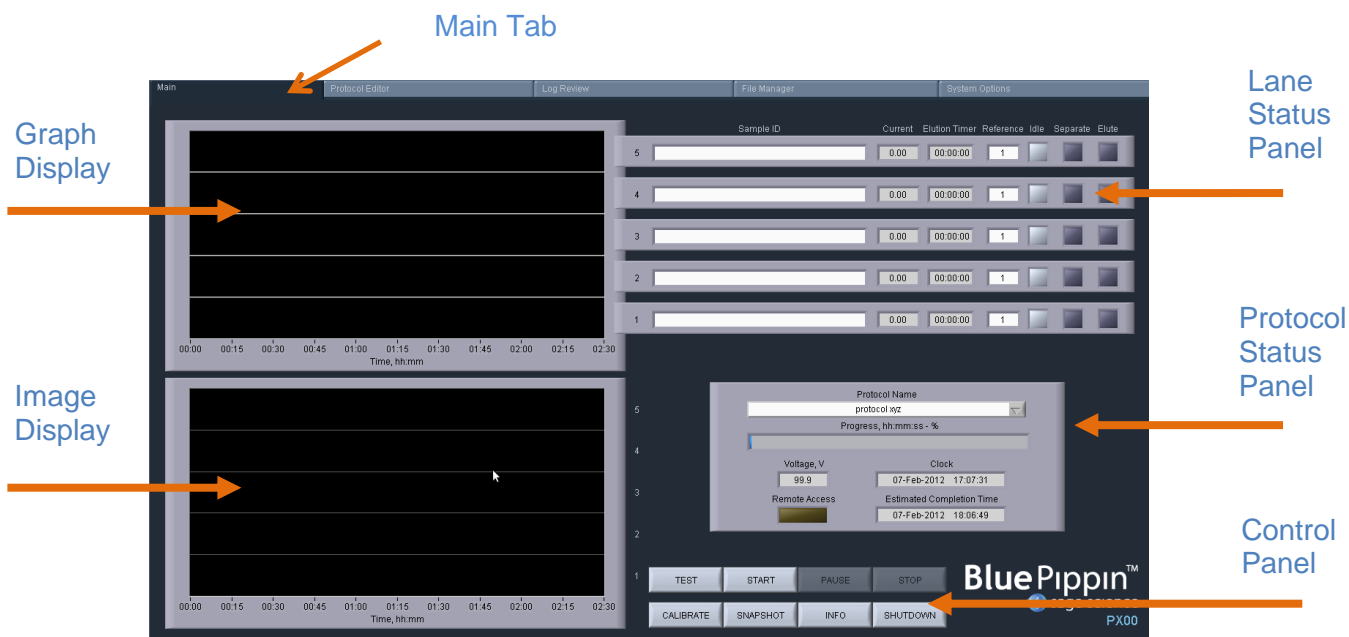 Main Tab
Graph
Display
Lane
Status
Panel
Main
Protocol Editor
Log Review
File Manager
System Options
Sample ID Current Elution Timer Reference Idle Separate Elute
5 0.00 00:00:00 1
4 0.00 00:00:00 1
3 0.00 00:00:00 1
2 0.00 00:00:00 1
1 0.00 00:00:00 1
00:00 00:15 00:30 00:45 01:00 01:15 01:30 01:45 02:00 02:15 02:30
Time, hh:mm
Image
Display
5
4
3
2
1
00:00 00:15 00:30 00:45 01:00 01:15 01:30 01:45 02:00 02:15 02:30
Time, hh:mm
Protocol
Status
Panel
Protocol Name
protocol xyz
Progress, hh:mm:ss - %
Voltage, V Clock
99.9 07-Feb-2012 17:07:31
Remote Access Estimated Completion Time
07-Feb-2012 18:06:49
Control
Panel
TEST START PAUSE STOP
CALIBRATE SNAPSHOT INFO SHUTDOWN
BluePippin™
science
PX00